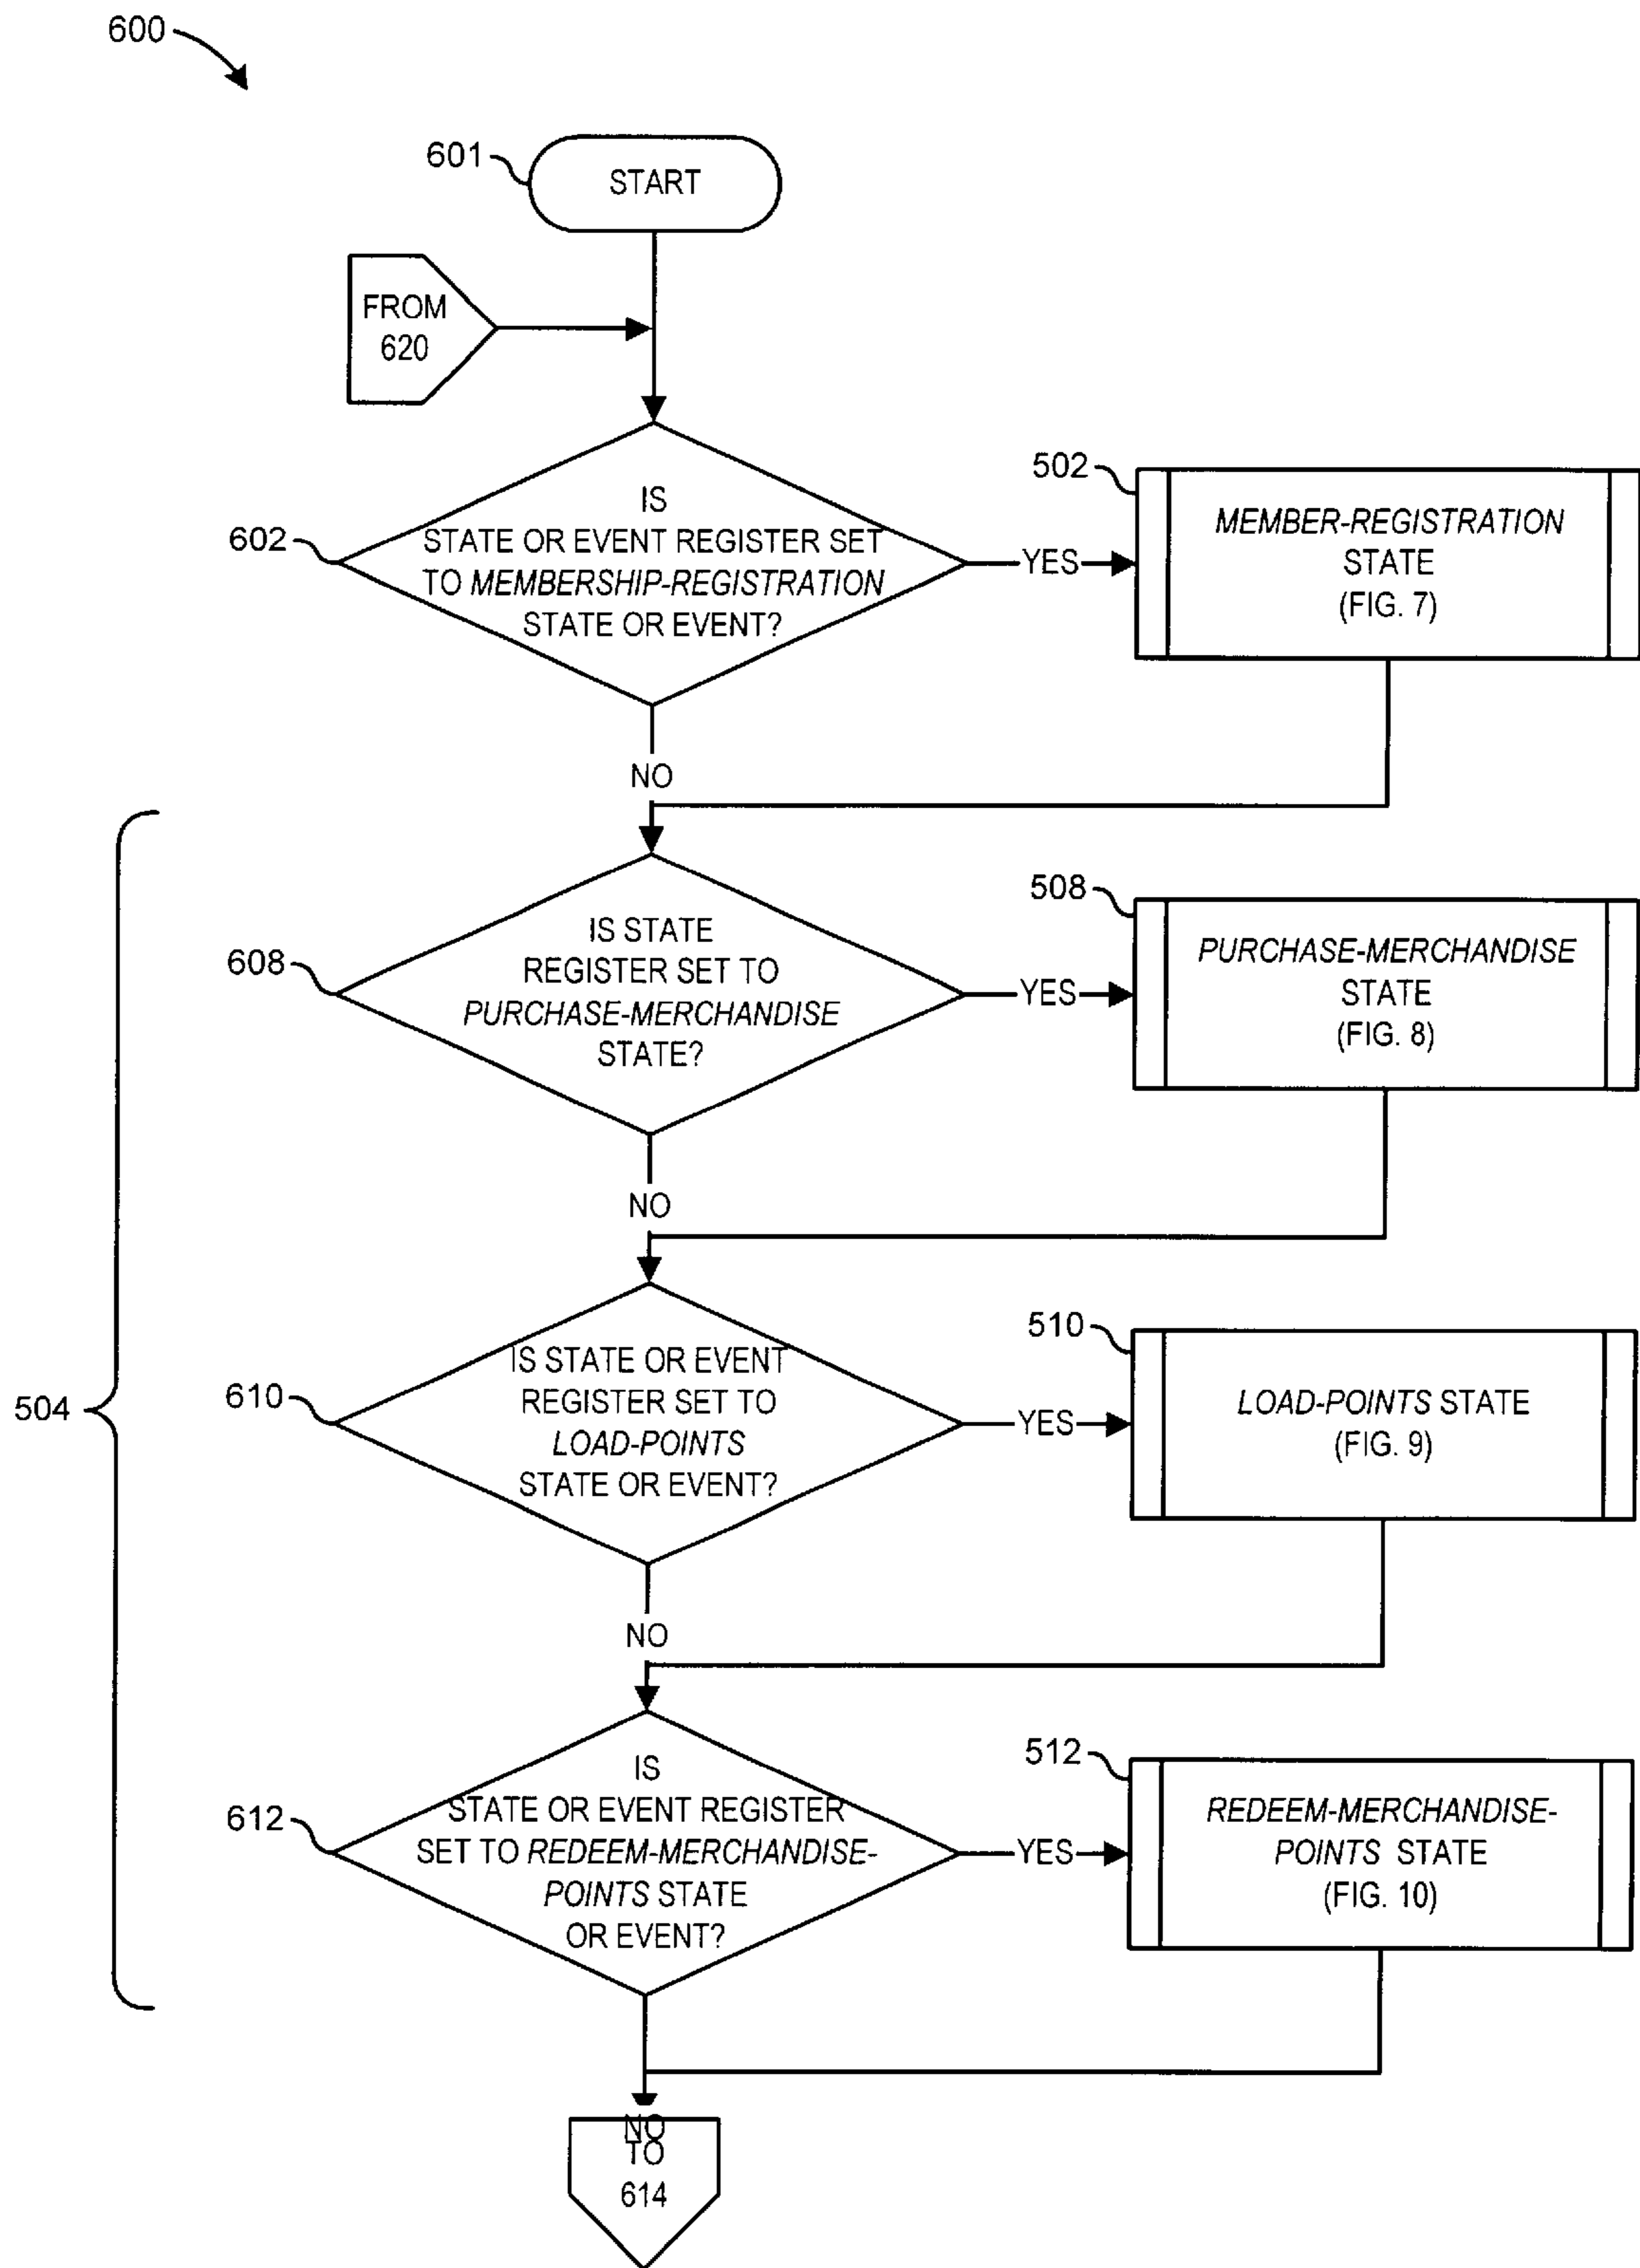 600
601
START
FROM
620
602
IS
STATE OR EVENT REGISTER SET
TO MEMBERSHIP-REGISTRATION
STATE OR EVENT?
YES
502
MEMBER-REGISTRATION
STATE
(FIG. 7)
NO
504
608
IS STATE
REGISTER SET TO
PURCHASE-MERCHANDISE
STATE?
YES
508
PURCHASE-MERCHANDISE
STATE
(FIG. 8)
NO
610
IS STATE OR EVENT
REGISTER SET TO
LOAD-POINTS
STATE OR EVENT?
YES
510
LOAD-POINTS STATE
(FIG. 9)
NO
612
IS
STATE OR EVENT REGISTER
SET TO REDEEM-MERCHANDISE-
POINTS STATE
OR EVENT?
YES
512
REDEEM-MERCHANDISE-
POINTS STATE
(FIG. 10)
NO
TO
614